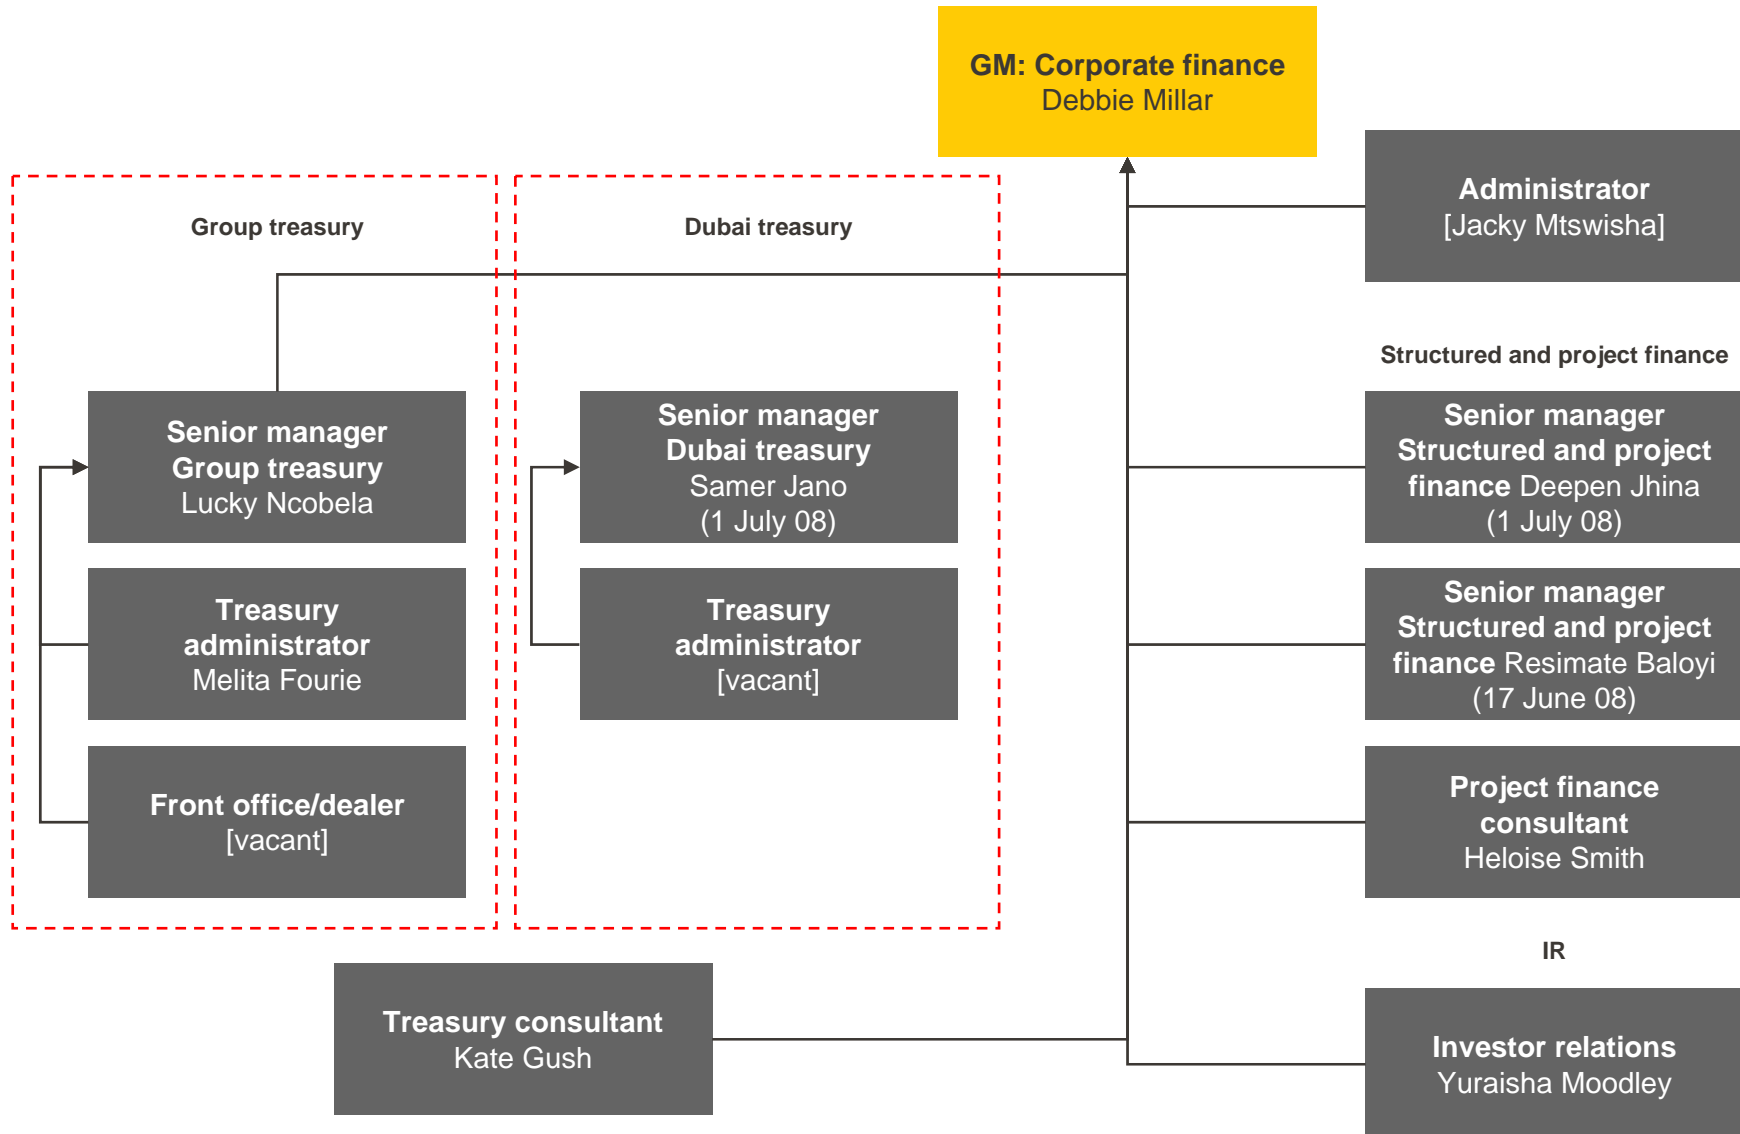 GM: Corporate finance
Debbie Millar
Administrator
[Jacky Mtswisha]
Group treasury
Dubai treasury
Structured and project finance
Senior manager
Group treasury
Lucky Ncobela
Senior manager
Dubai treasury
Samer Jano
(1 July 08)
Senior manager
Structured and project
finance Deepen Jhina
(1 July 08)
Treasury
administrator
Melita Fourie
Treasury
administrator
[vacant]
Senior manager
Structured and project
finance Resimate Baloyi
(17 June 08)
Front office/dealer
[vacant]
Project finance
consultant
Heloise Smith
IR
Treasury consultant
Kate Gush
Investor relations
Yuraisha Moodley